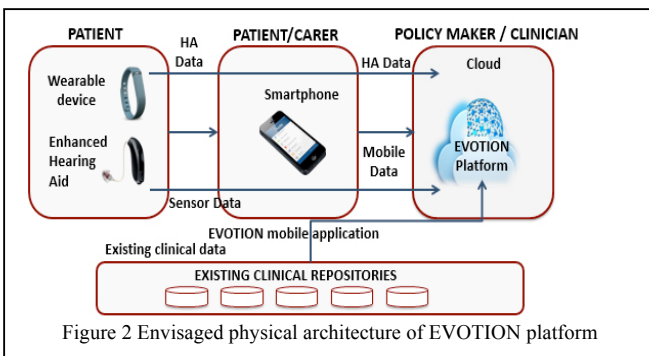 PATIENT
PATIENT/CARER
POLICY MAKER / CLINICIAN
HA
Data
HA Data
Cloud
Wearable
device
Smartphone
Enhanced
Hearing
Aid
EVOTION
Platform
Mobile
Data
Sensor Data
EVOTION mobile application
Existing clinical data
EXISTING CLINICAL REPOSITORIES
Figure 2 Envisaged physical architecture of EVOTION platform